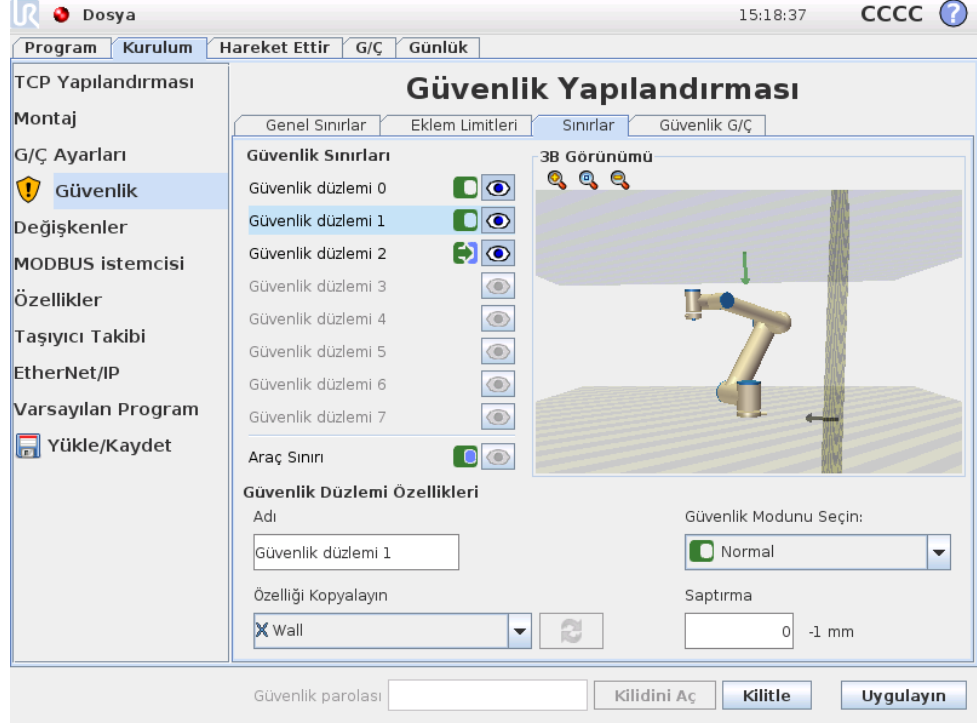 UR Dosya 15:18:37 CCCC ?
Program Kurulum Hareket Ettir G/Ç Günlük
TCP Yapılandırması
Montaj
G/Ç Ayarları
Güvenlik
Değişkenler
MODBUS istemcisi
Özellikler
Taşıyıcı Takibi
EtherNet/IP
Varsayılan Program
Yükle/Kaydet
Güvenlik Yapılandırması
Genel Sınırlar Eklem Limitleri Sınırlar Güvenlik G/Ç
Güvenlik Sınırları
Güvenlik düzlemi 0
Güvenlik düzlemi 1
Güvenlik düzlemi 2
Güvenlik düzlemi 3
Güvenlik düzlemi 4
Güvenlik düzlemi 5
Güvenlik düzlemi 6
Güvenlik düzlemi 7
Araç Sınırı
3B Görünümü
Güvenlik Düzlemi Özellikleri
Adı
Güvenlik düzlemi 1
Güvenlik Modunu Seçin:
Normal
Özelliği Kopyalayın
Wall
Saptırma
0 -1 mm
Güvenlik parolası Kilidini Aç Kilitle Uygulayın